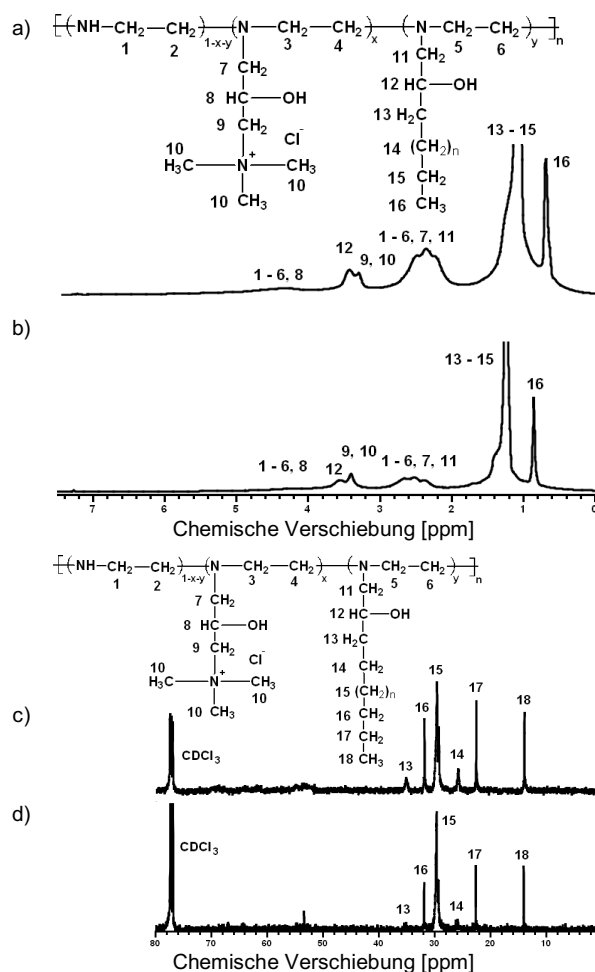 a)
[(NH—CH₂—CH₂)1-x-y(N—CH₂—CH₂)x(N—CH₂—CH₂)y]n
1 2 3 4 5 6
7 CH₂ 11 CH₂
8 HC—OH 12 HC—OH
13 H₂C
9 CH₂ 14 (CH₂)n
10 Cl⁻
H₃C—N⁺—CH₃ 15 CH₂
10
10 CH₃ 16 CH₃
13 - 15
16
1 - 6, 7, 11
12
9, 10
1 - 6, 8
b)
13 - 15
16
9, 10
1 - 6, 8 12 1 - 6, 7, 11
7 6 5 4 3 2 1 0
Chemische Verschiebung [ppm]
[(NH—CH₂—CH₂)1-x-y(N—CH₂—CH₂)x(N—CH₂—CH₂)y]n
1 2 3 4 5 6
7 CH₂ 11 CH₂
8 HC—OH 12 HC—OH
9 CH₂ 13 H₂C
10 Cl⁻ 14 CH₂
H₃C—N⁺—CH₃ 15 (CH₂)n
10
10 CH₃ 16 CH₂
17 CH₂
18 CH₃
c)
CDCl₃
13 16 15 14 17 18
d)
CDCl₃
13 16 15 14 17 18
80 70 60 50 40 30 20 10 0
Chemische Verschiebung [ppm]